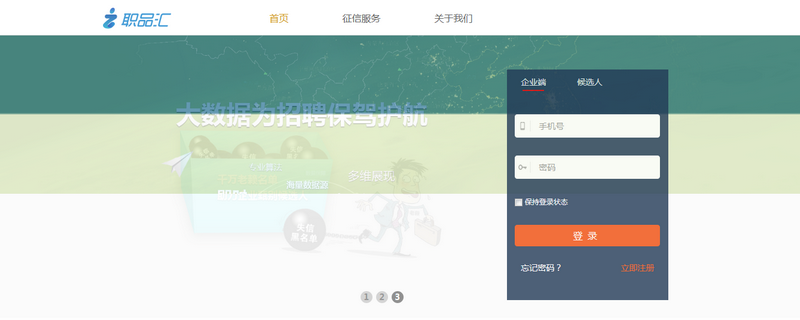 职品汇
首页
征信服务
关于我们
企业端
候选人
大数据为招聘保驾护航
手机号
海量数据源
多维展现
密码
失信
黑名单
保持登录状态
登 录
忘记密码？
立即注册
1 2 3